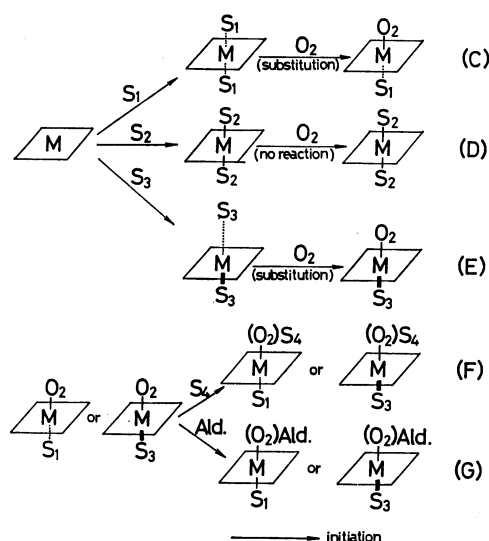 S1 O2
M O2 (substitution) M (C)
S1 S1 S1
S2 S2
M S2 M O2 (no reaction) M (D)
S2 S2
S3 S3 O2
M O2 (substitution) M (E)
S3 S3
(O2)S4 (O2)S4
M or M (F)
O2 O2 S4 S1 S3
M or M
S1 S3 Ald. (O2)Ald. (O2)Ald.
M or M (G)
S1 S3
initiation